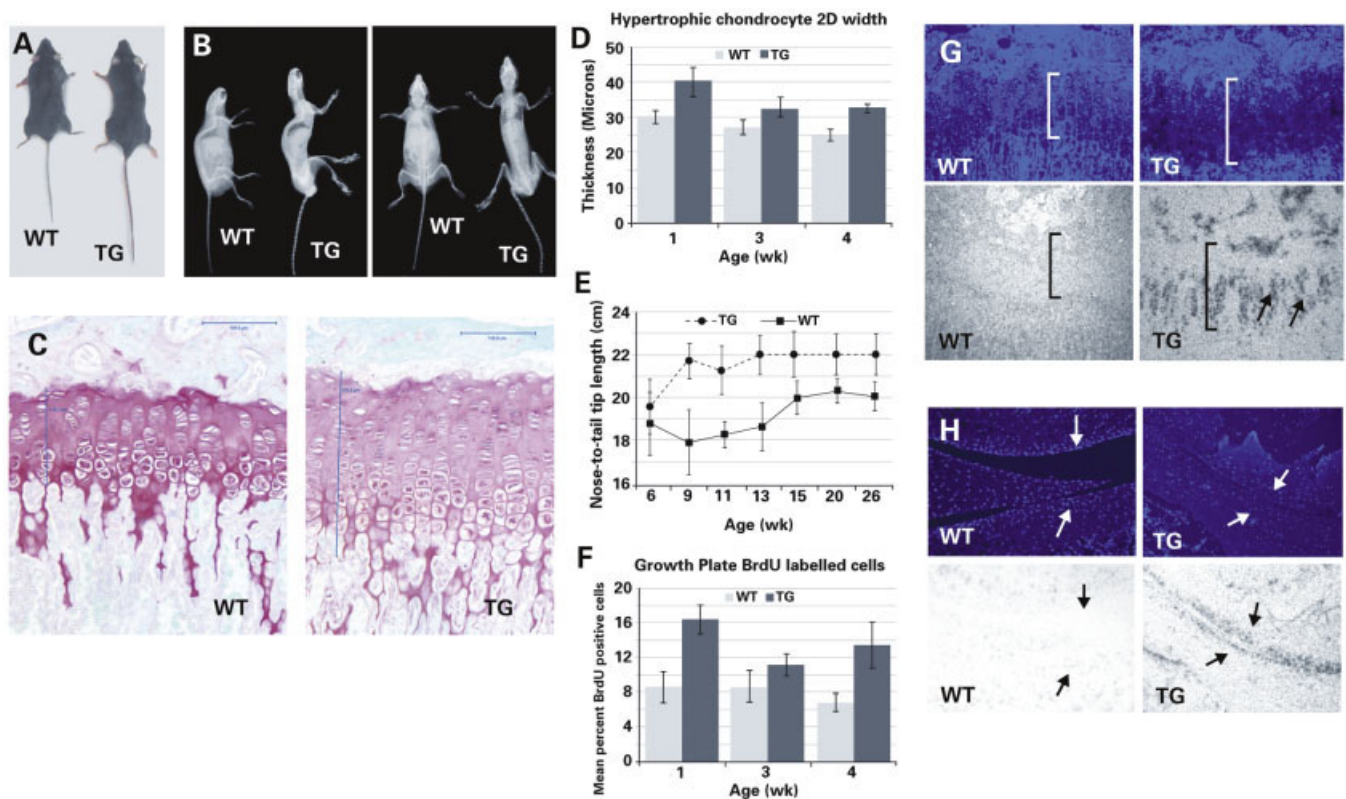 A
WT
TG
B
WT
TG
WT
TG
C
WT
TG
D
Hypertrophic chondrocyte 2D width
WT TG
Thickness (Microns)
50
40
30
20
10
0
1 3 4
Age (wk)
E
TG WT
Nose-to-tail tip length (cm)
24
22
20
18
16
6 9 11 13 15 20 26
Age (wk)
F
Growth Plate BrdU labelled cells
WT TG
Mean percent BrdU positive cells
20
16
12
8
4
0
1 3 4
Age (wk)
G
WT
TG
WT
TG
H
WT
TG
WT
TG